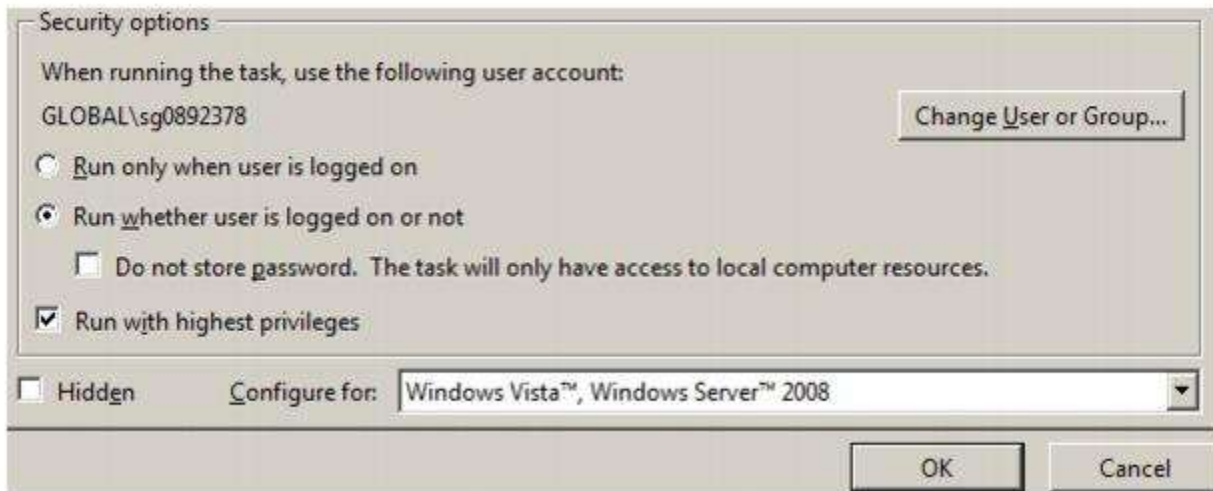 Security options
When running the task, use the following user account:
GLOBAL\sg0892378
Change User or Group...
Run only when user is logged on
Run whether user is logged on or not
Do not store password. The task will only have access to local computer resources.
Run with highest privileges
Hidden Configure for: Windows Vista™, Windows Server™ 2008
OK Cancel